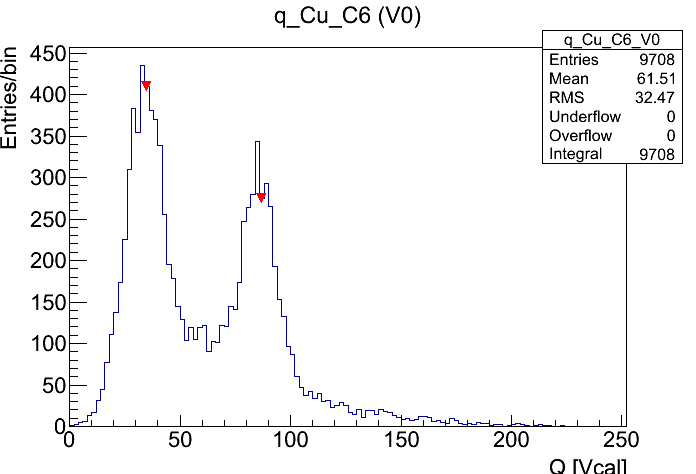 q_Cu_C6 (V0)
q_Cu_C6_V0
Entries 9708
Mean 61.51
RMS 32.47
Underflow 0
Overflow 0
Integral 9708
Entries/bin
450
400
350
300
250
200
150
100
50
0
0 50 100 150 200 250
Q [Vcal]